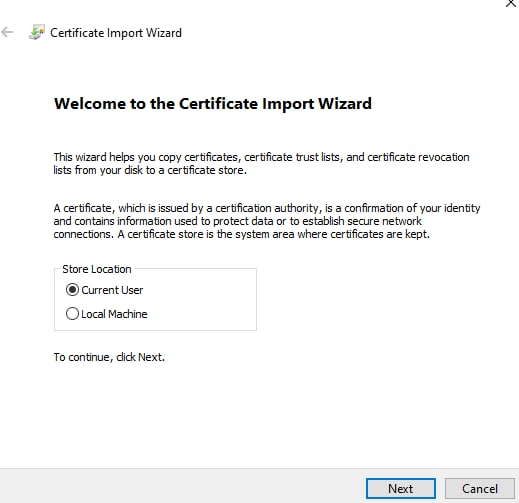 Certificate Import Wizard
Welcome to the Certificate Import Wizard
This wizard helps you copy certificates, certificate trust lists, and certificate revocation
lists from your disk to a certificate store.
A certificate, which is issued by a certification authority, is a confirmation of your identity
and contains information used to protect data or to establish secure network
connections. A certificate store is the system area where certificates are kept.
Store Location
Current User
Local Machine
To continue, click Next.
Next
Cancel